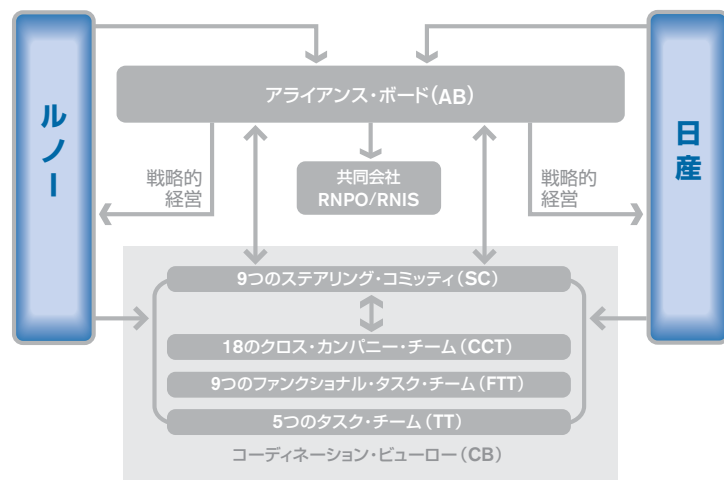 ルノー
日産
アライアンス・ボード(AB)
戦略的
経営
共同会社
RNPO/RNIS
戦略的
経営
9つのステアリング・コミッティ(SC)
18のクロス・カンパニー・チーム(CCT)
9つのファンクショナル・タスク・チーム(FTT)
5つのタスク・チーム(TT)
コーディネーション・ビューロー(CB)